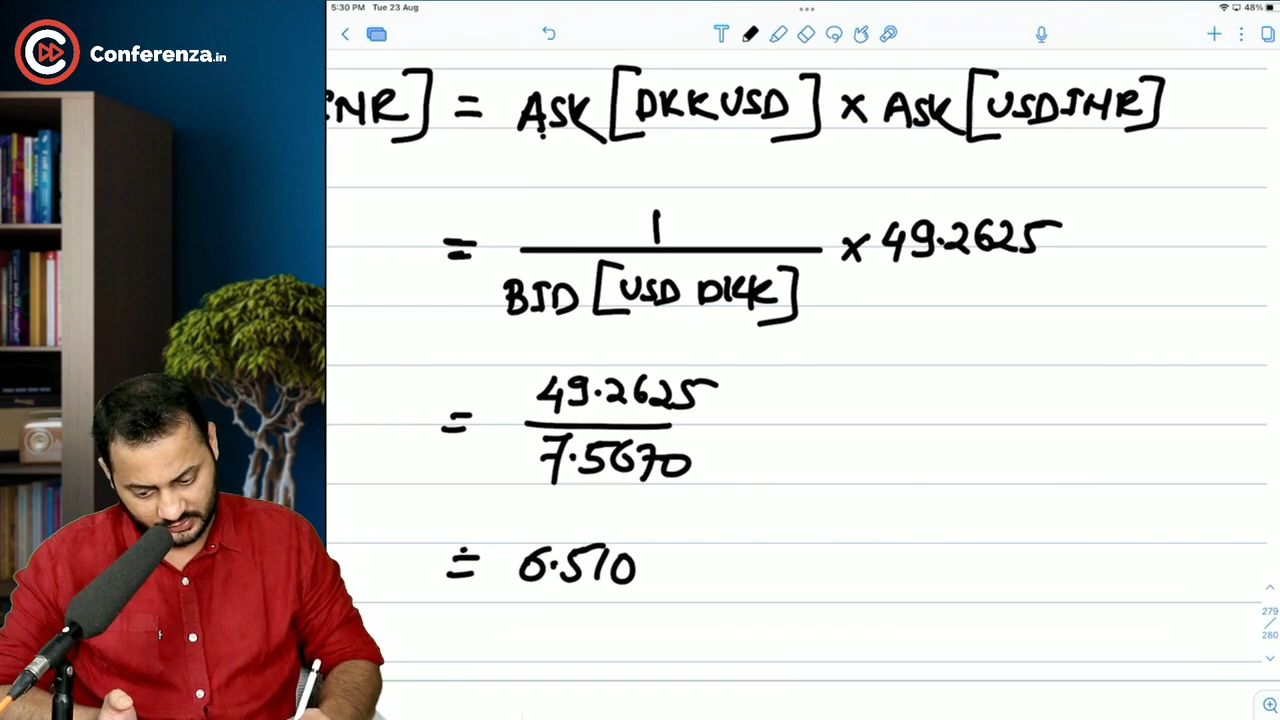 5:30 PM Tue 23 Aug
48%
Conferenza.in
INR] = ASK [DKKUSD] × ASK [USDINR]
= 1
BID [USD DKK] × 49.2625
= 49.2625
7.5670
= 6.510
279
280